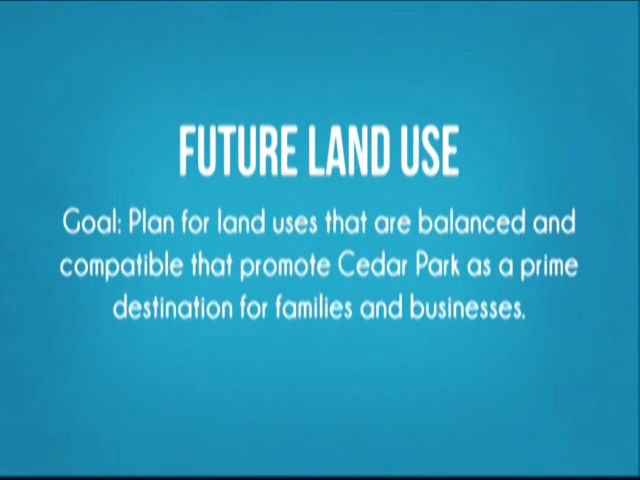 FUTURE LAND USE
Goal: Plan for land uses that are balanced and
compatible that promote Cedar Park as a prime
destination for families and businesses.